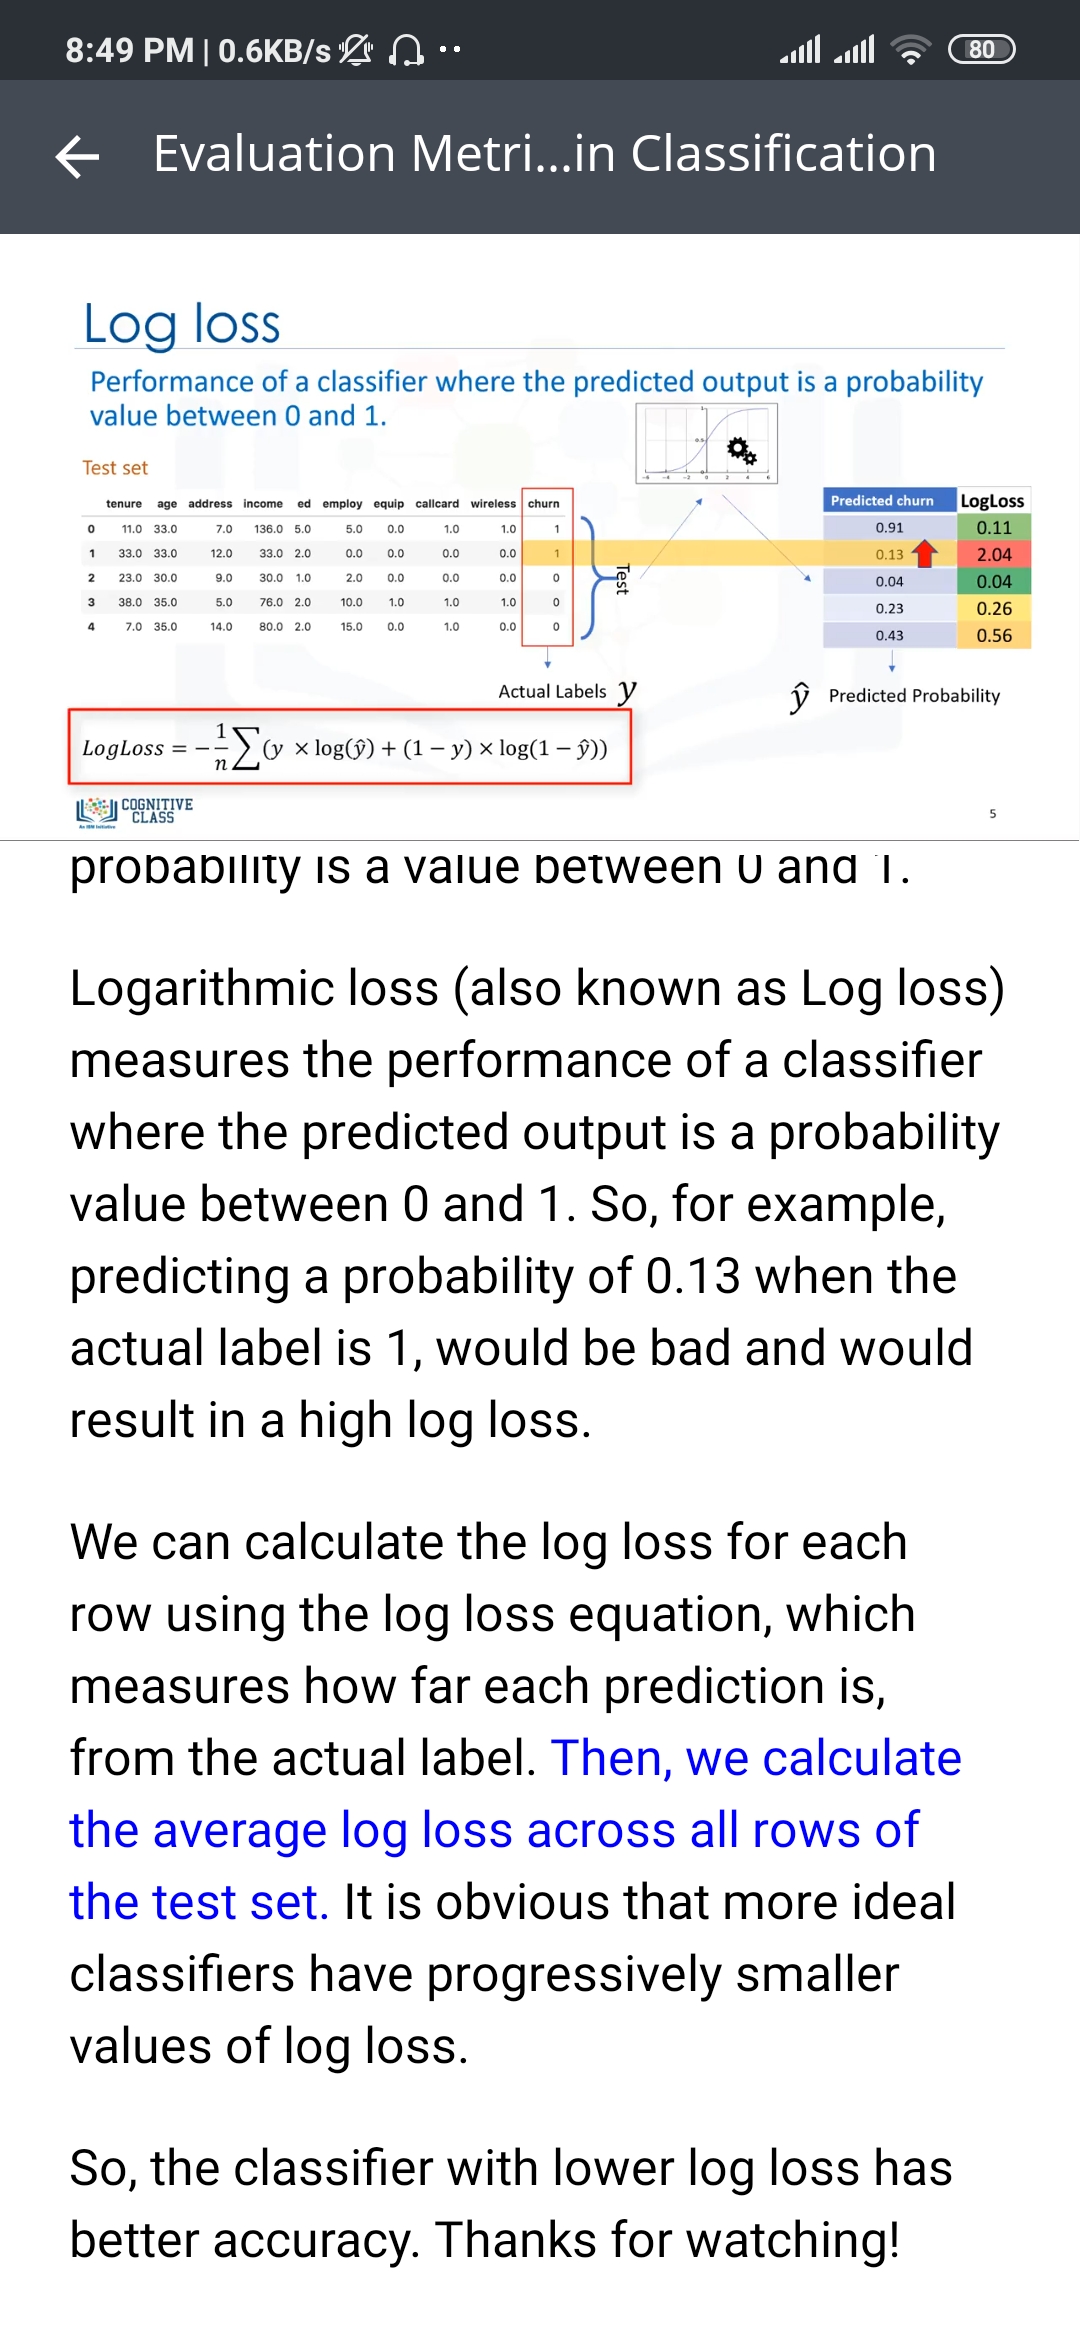 8:49 PM | 0.6KB/s
80
Evaluation Metri...in Classification
Log loss
Performance of a classifier where the predicted output is a probability
value between 0 and 1.
Test set
tenure age address income ed employ equip callcard wireless churn
0 11.0 33.0 7.0 136.0 5.0 5.0 0.0 1.0 1.0 1
1 33.0 33.0 12.0 33.0 2.0 0.0 0.0 0.0 0.0 1
2 23.0 30.0 9.0 30.0 1.0 2.0 0.0 0.0 0.0 0
3 38.0 35.0 5.0 76.0 2.0 10.0 1.0 1.0 1.0 0
4 7.0 35.0 14.0 80.0 2.0 15.0 0.0 1.0 0.0 0
Test
Predicted churn LogLoss
0.91 0.11
0.13 2.04
0.04 0.04
0.23 0.26
0.43 0.56
Actual Labels y
ŷ Predicted Probability
LogLoss = −1/n ∑(y × log(ŷ) + (1 − y) × log(1 − ŷ))
COGNITIVE
CLASS
An IBM Initiative
5
probability is a value between 0 and 1.
Logarithmic loss (also known as Log loss)
measures the performance of a classifier
where the predicted output is a probability
value between 0 and 1. So, for example,
predicting a probability of 0.13 when the
actual label is 1, would be bad and would
result in a high log loss.
We can calculate the log loss for each
row using the log loss equation, which
measures how far each prediction is,
from the actual label. Then, we calculate
the average log loss across all rows of
the test set. It is obvious that more ideal
classifiers have progressively smaller
values of log loss.
So, the classifier with lower log loss has
better accuracy. Thanks for watching!